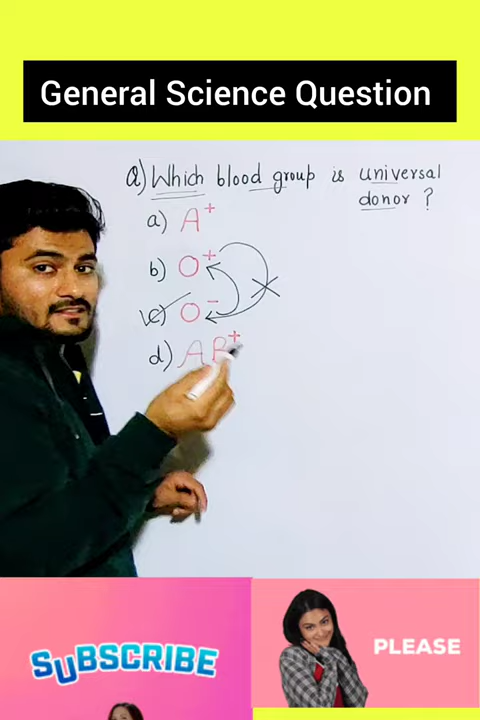 General Science Question
Q) Which blood group is universal
donor ?
a) A+
b) O+
c) O-
d) AB+
SUBSCRIBE
PLEASE